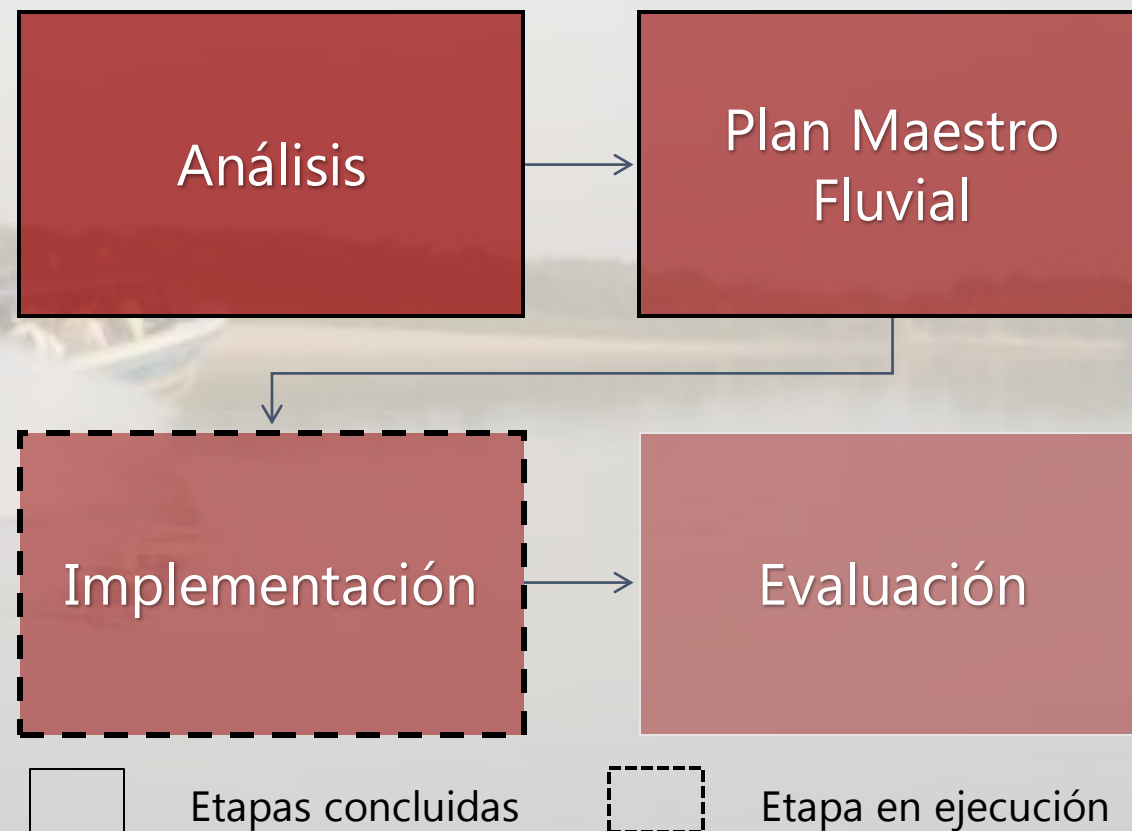 Análisis
Plan Maestro
Fluvial
Implementación
Evaluación
Etapas concluidas
Etapa en ejecución